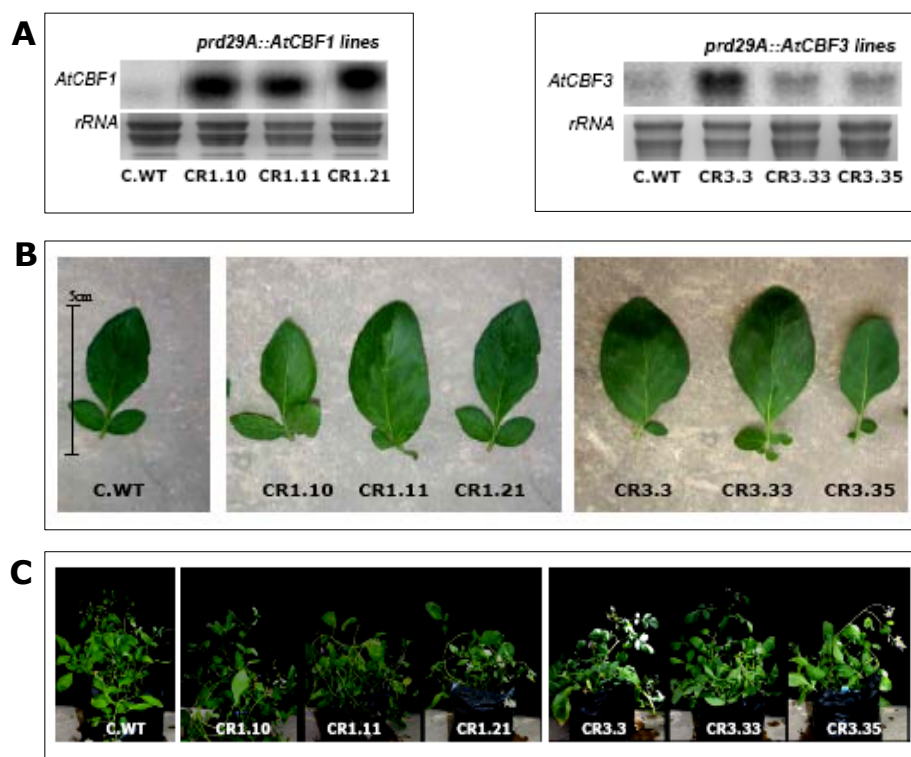 A
prd29A::AtCBF1 lines
AtCBF1
rRNA
C.WT CR1.10 CR1.11 CR1.21
prd29A::AtCBF3 lines
AtCBF3
rRNA
C.WT CR3.3 CR3.33 CR3.35
B
5cm
C.WT CR1.10 CR1.11 CR1.21 CR3.3 CR3.33 CR3.35
C
C.WT CR1.10 CR1.11 CR1.21 CR3.3 CR3.33 CR3.35